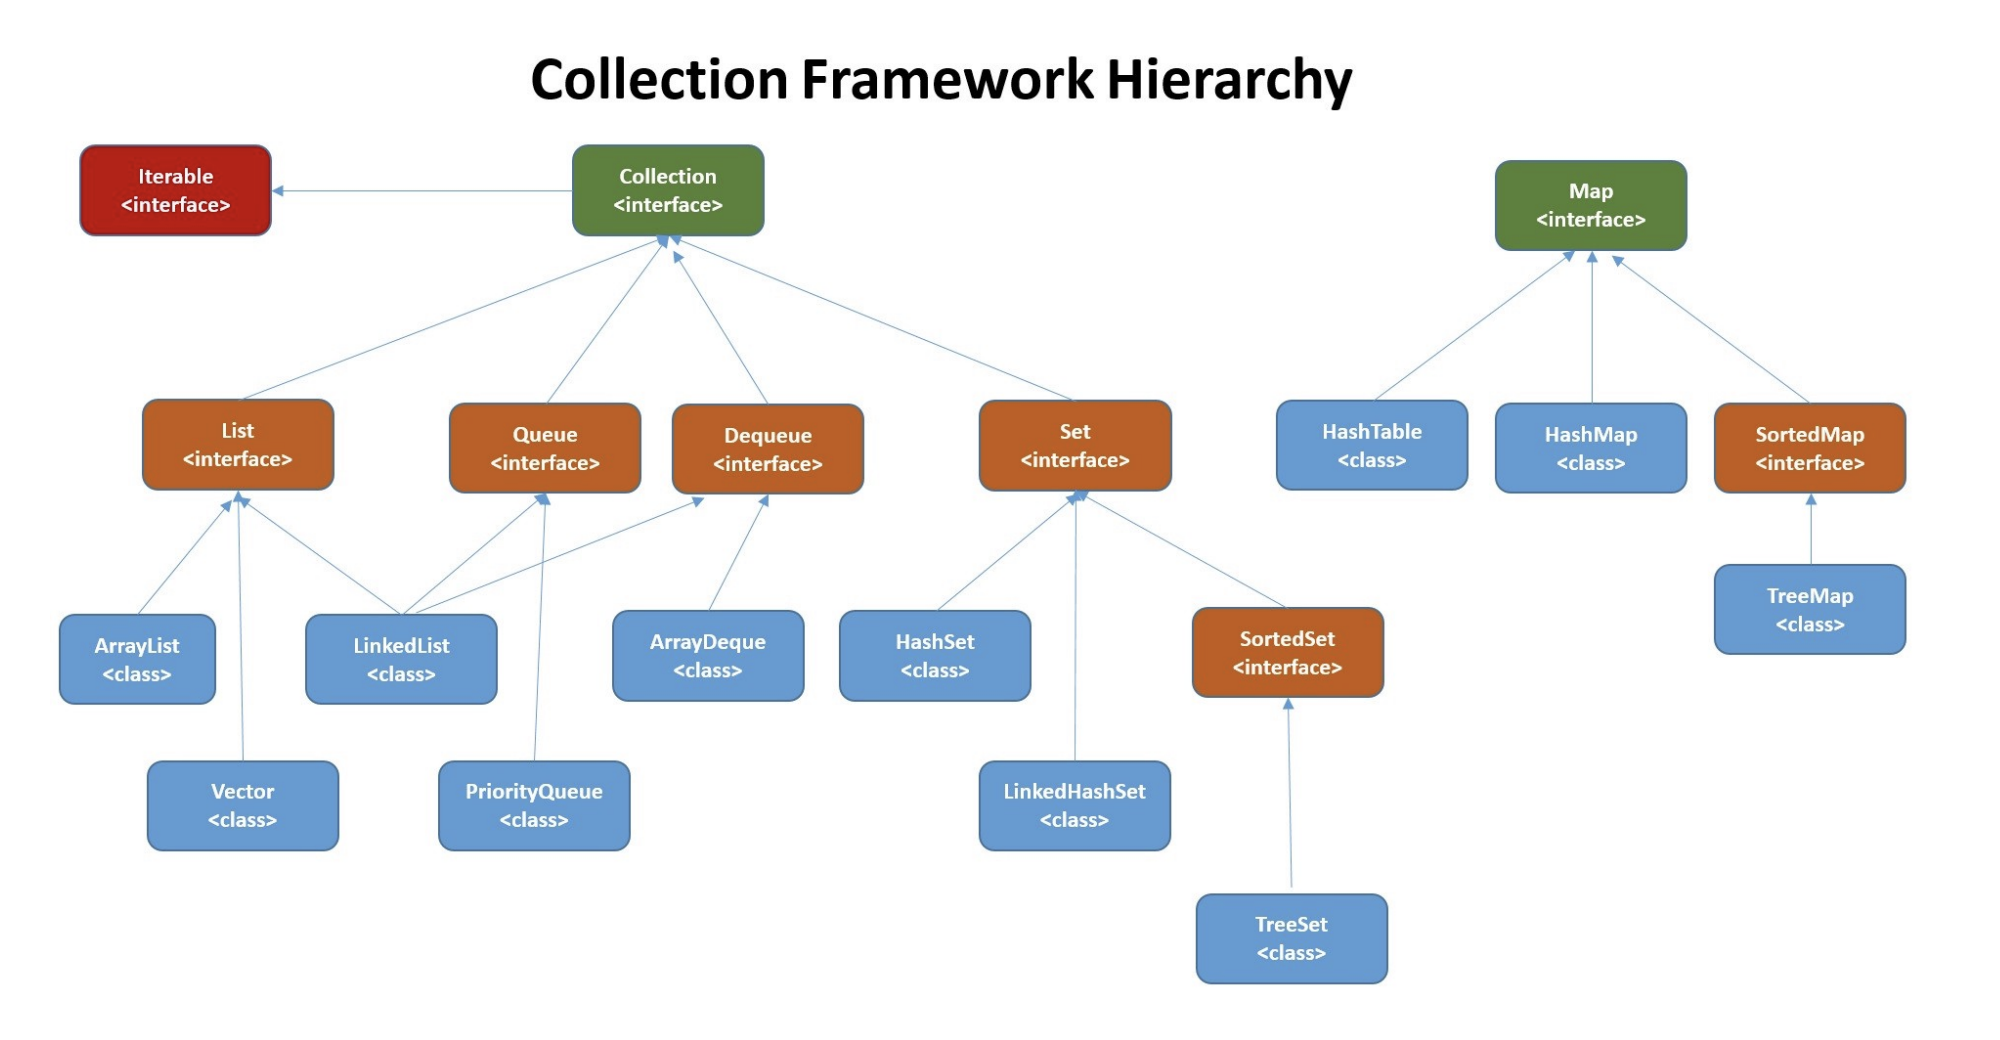 Collection Framework Hierarchy
Iterable
<interface>
Collection
<interface>
Map
<interface>
List
<interface>
Queue
<interface>
Dequeue
<interface>
Set
<interface>
HashTable
<class>
HashMap
<class>
SortedMap
<interface>
ArrayList
<class>
LinkedList
<class>
ArrayDeque
<class>
HashSet
<class>
SortedSet
<interface>
TreeMap
<class>
Vector
<class>
PriorityQueue
<class>
LinkedHashSet
<class>
TreeSet
<class>